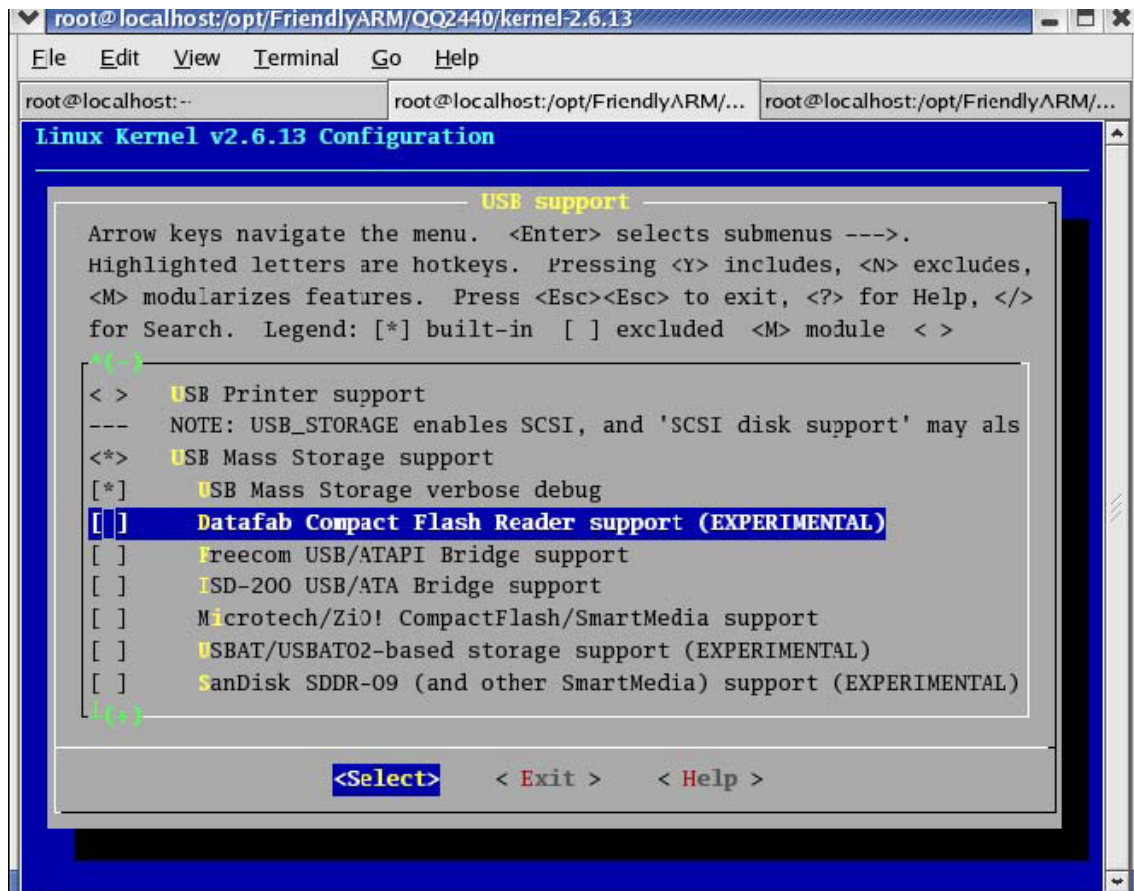 root@localhost:/opt/FriendlyARM/QQ2440/kernel-2.6.13
File Edit View Terminal Go Help
root@localhost:~ root@localhost:/opt/FriendlyARM/... root@localhost:/opt/FriendlyARM/...
Linux Kernel v2.6.13 Configuration
USB support
Arrow keys navigate the menu. <Enter> selects submenus --->.
Highlighted letters are hotkeys. Pressing <Y> includes, <N> excludes,
<M> modularizes features. Press <Esc><Esc> to exit, <?> for Help, </>
for Search. Legend: [*] built-in [ ] excluded <M> module < >
^(-)
< > USB Printer support
--- NOTE: USB_STORAGE enables SCSI, and 'SCSI disk support' may als
<*> USB Mass Storage support
[*] USB Mass Storage verbose debug
[ ] Datafab Compact Flash Reader support (EXPERIMENTAL)
[ ] Freecom USB/ATAPI Bridge support
[ ] ISD-200 USB/ATA Bridge support
[ ] Microtech/ZiO! CompactFlash/SmartMedia support
[ ] USBAT/USBAT02-based storage support (EXPERIMENTAL)
[ ] SanDisk SDDR-09 (and other SmartMedia) support (EXPERIMENTAL)
(+)
<Select> < Exit > < Help >